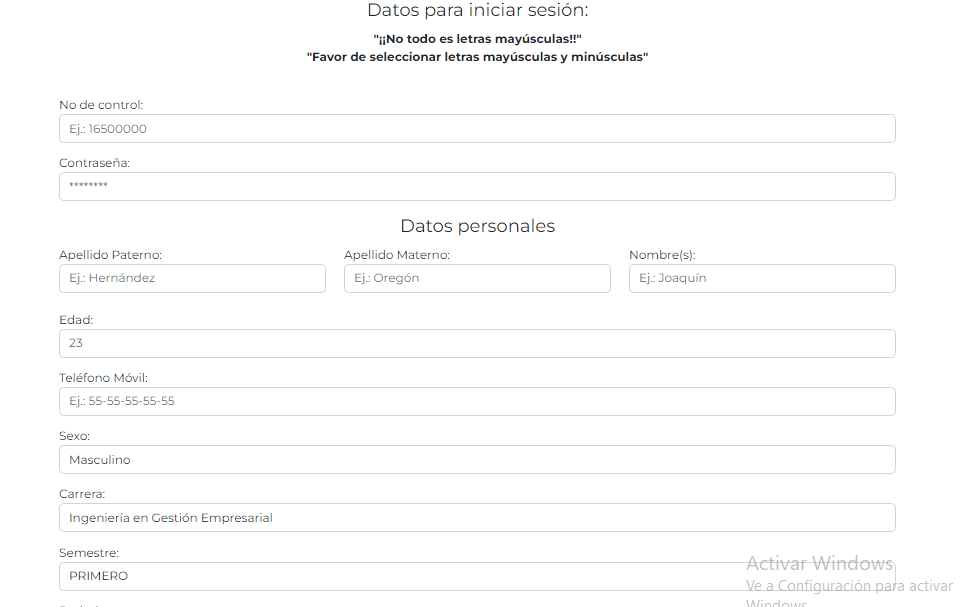 Datos para iniciar sesión:
"¡¡No todo es letras mayúsculas!!"
"Favor de seleccionar letras mayúsculas y minúsculas"
No de control:
Ej.: 16500000
Contraseña:
********
Datos personales
Apellido Paterno: Apellido Materno: Nombre(s):
Ej.: Hernández Ej.: Oregón Ej.: Joaquín
Edad:
23
Teléfono Móvil:
Ej.: 55-55-55-55-55
Sexo:
Masculino
Carrera:
Ingeniería en Gestión Empresarial
Semestre:
PRIMERO
Activar Windows
Ve a Configuración para activar
Windows